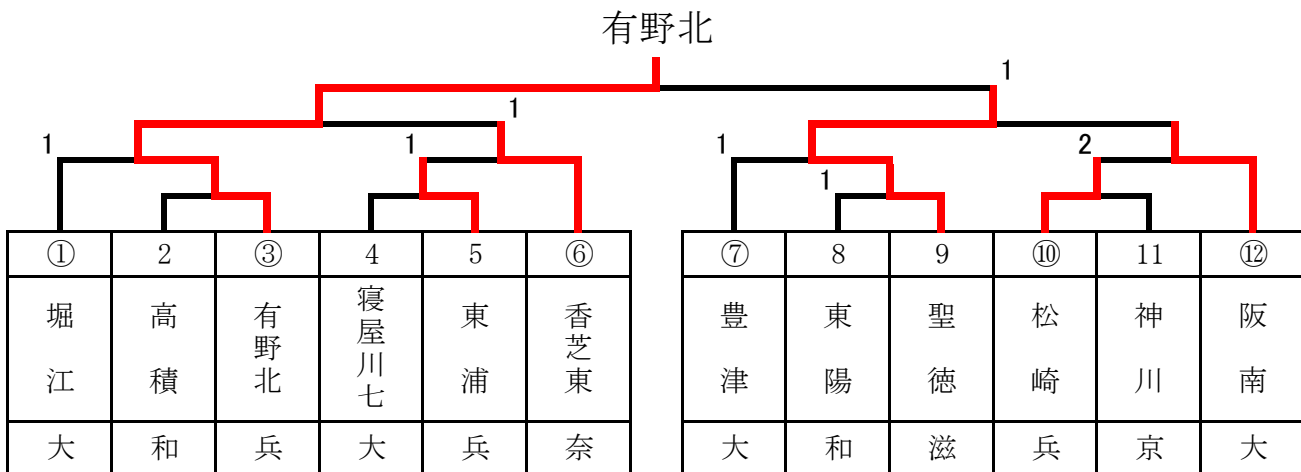 有野北
1
1
1
1
1
2
1
① 2 ③ 4 5 ⑥ ⑦ 8 9 ⑩ 11 ⑫
堀江 高積 有野北 寝屋川七 東浦 香芝東 豊津 東陽 聖徳 松崎 神川 阪南
大 和 兵 大 兵 奈 大 和 滋 兵 京 大